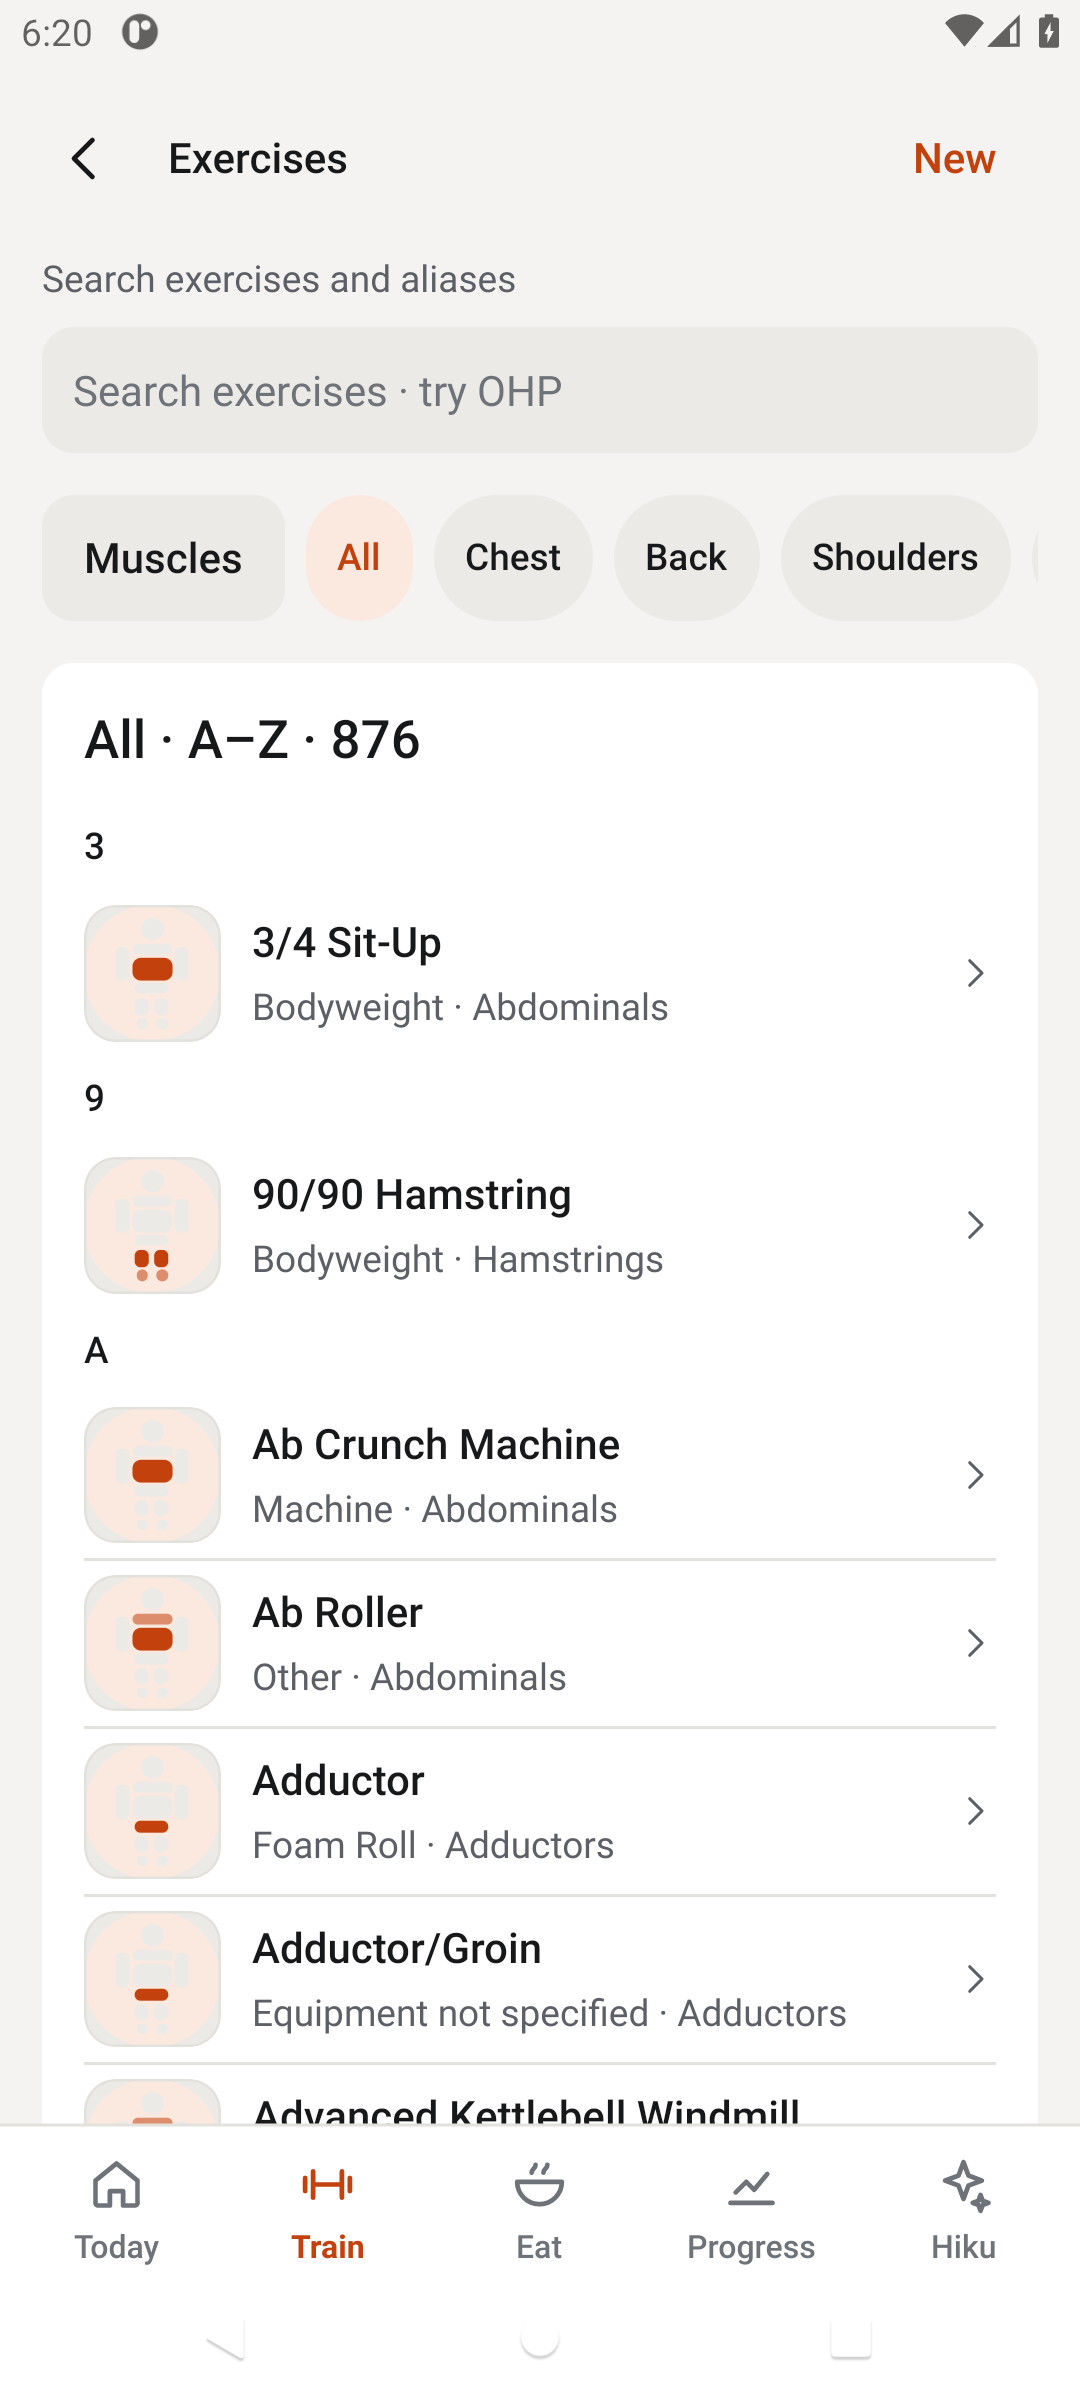 6:20
Exercises
New
Search exercises and aliases
Search exercises · try OHP
Muscles
All
Chest
Back
Shoulders
All · A–Z · 876
3
3/4 Sit-Up
Bodyweight · Abdominals
9
90/90 Hamstring
Bodyweight · Hamstrings
A
Ab Crunch Machine
Machine · Abdominals
Ab Roller
Other · Abdominals
Adductor
Foam Roll · Adductors
Adductor/Groin
Equipment not specified · Adductors
Advanced Kettlebell Windmill
Today
Train
Eat
Progress
Hiku